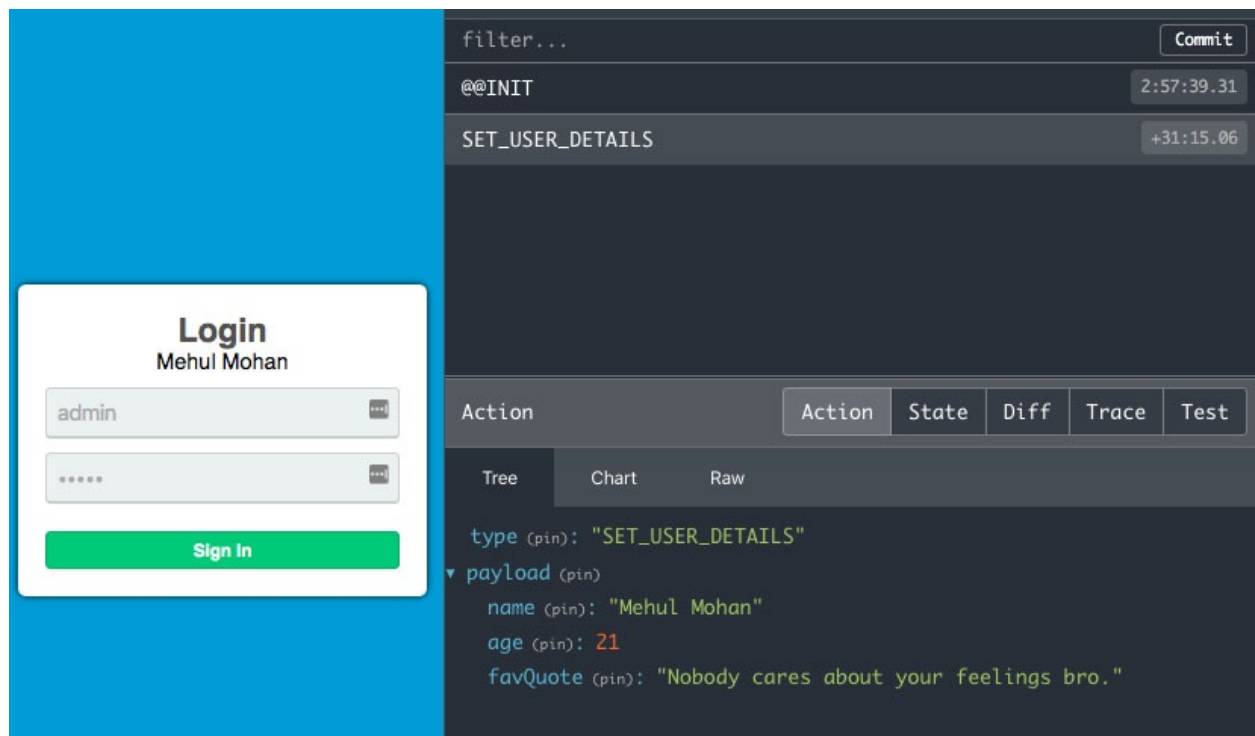 Login
Mehul Mohan
admin
•••••
Sign In
filter... Commit
@@INIT 2:57:39.31
SET_USER_DETAILS +31:15.06
Action Action State Diff Trace Test
Tree Chart Raw
type (pin): "SET_USER_DETAILS"
▼ payload (pin)
name (pin): "Mehul Mohan"
age (pin): 21
favQuote (pin): "Nobody cares about your feelings bro."